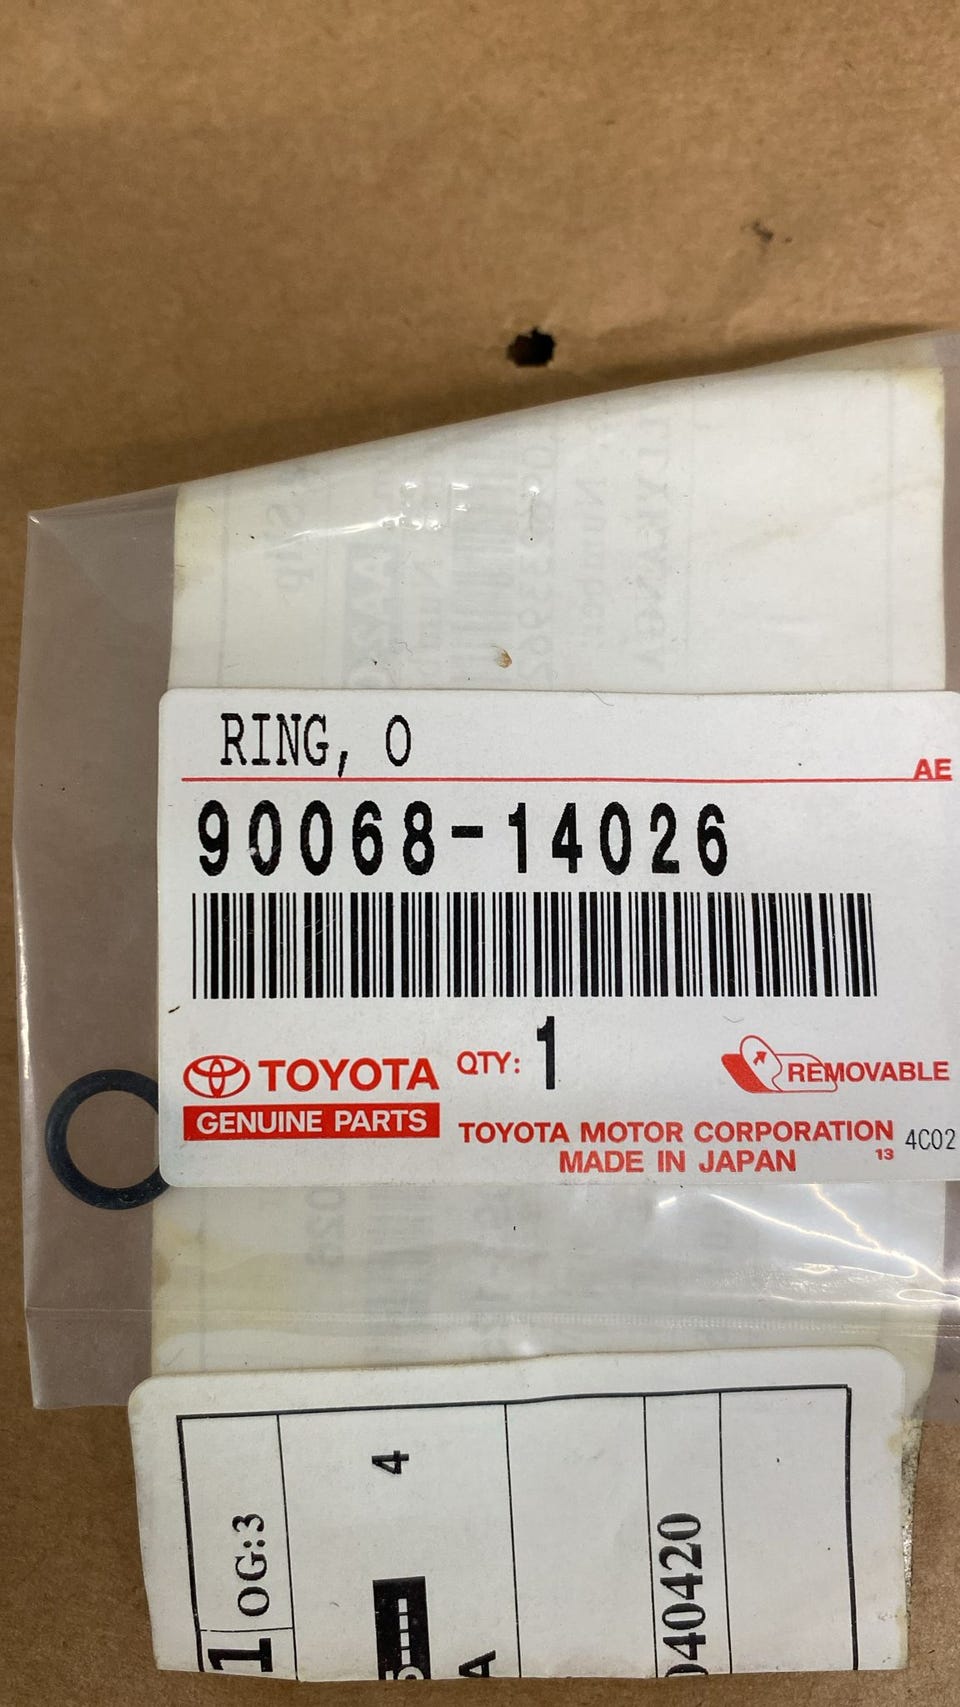 RING, O
AE
90068-14026
TOYOTA
QTY: 1
REMOVABLE
GENUINE PARTS
TOYOTA MOTOR CORPORATION
13
4C02
MADE IN JAPAN
OG:3
1
4
A
040420